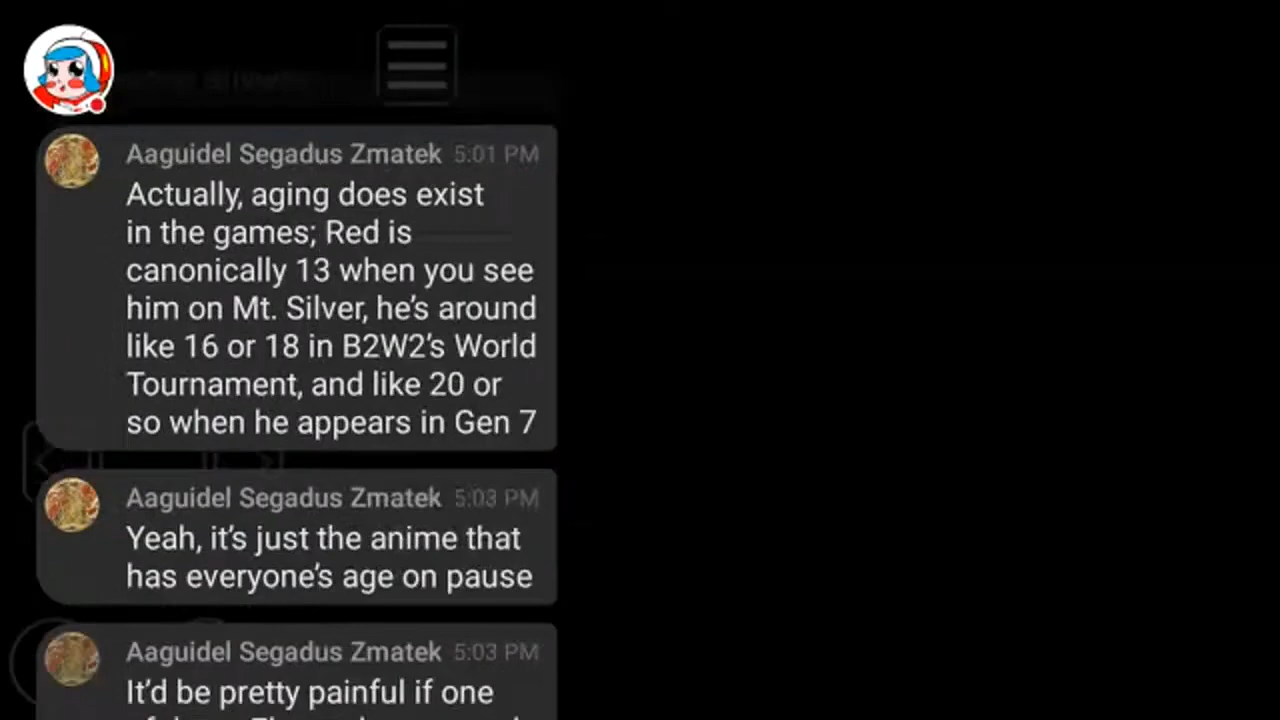 Aaguidel Segadus Zmatek 5:01 PM
Actually, aging does exist
in the games; Red is
canonically 13 when you see
him on Mt. Silver, he's around
like 16 or 18 in B2W2's World
Tournament, and like 20 or
so when he appears in Gen 7
Aaguidel Segadus Zmatek 5:03 PM
Yeah, it's just the anime that
has everyone's age on pause
Aaguidel Segadus Zmatek 5:03 PM
It'd be pretty painful if one